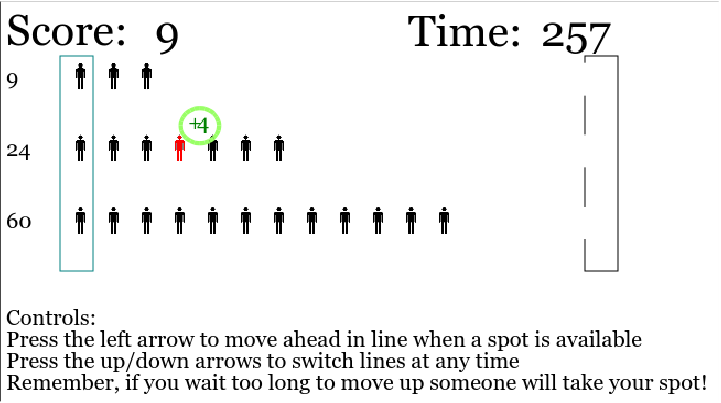 Score: 9 Time: 257
9
+4
24
60
Controls:
Press the left arrow to move ahead in line when a spot is available
Press the up/down arrows to switch lines at any time
Remember, if you wait too long to move up someone will take your spot!